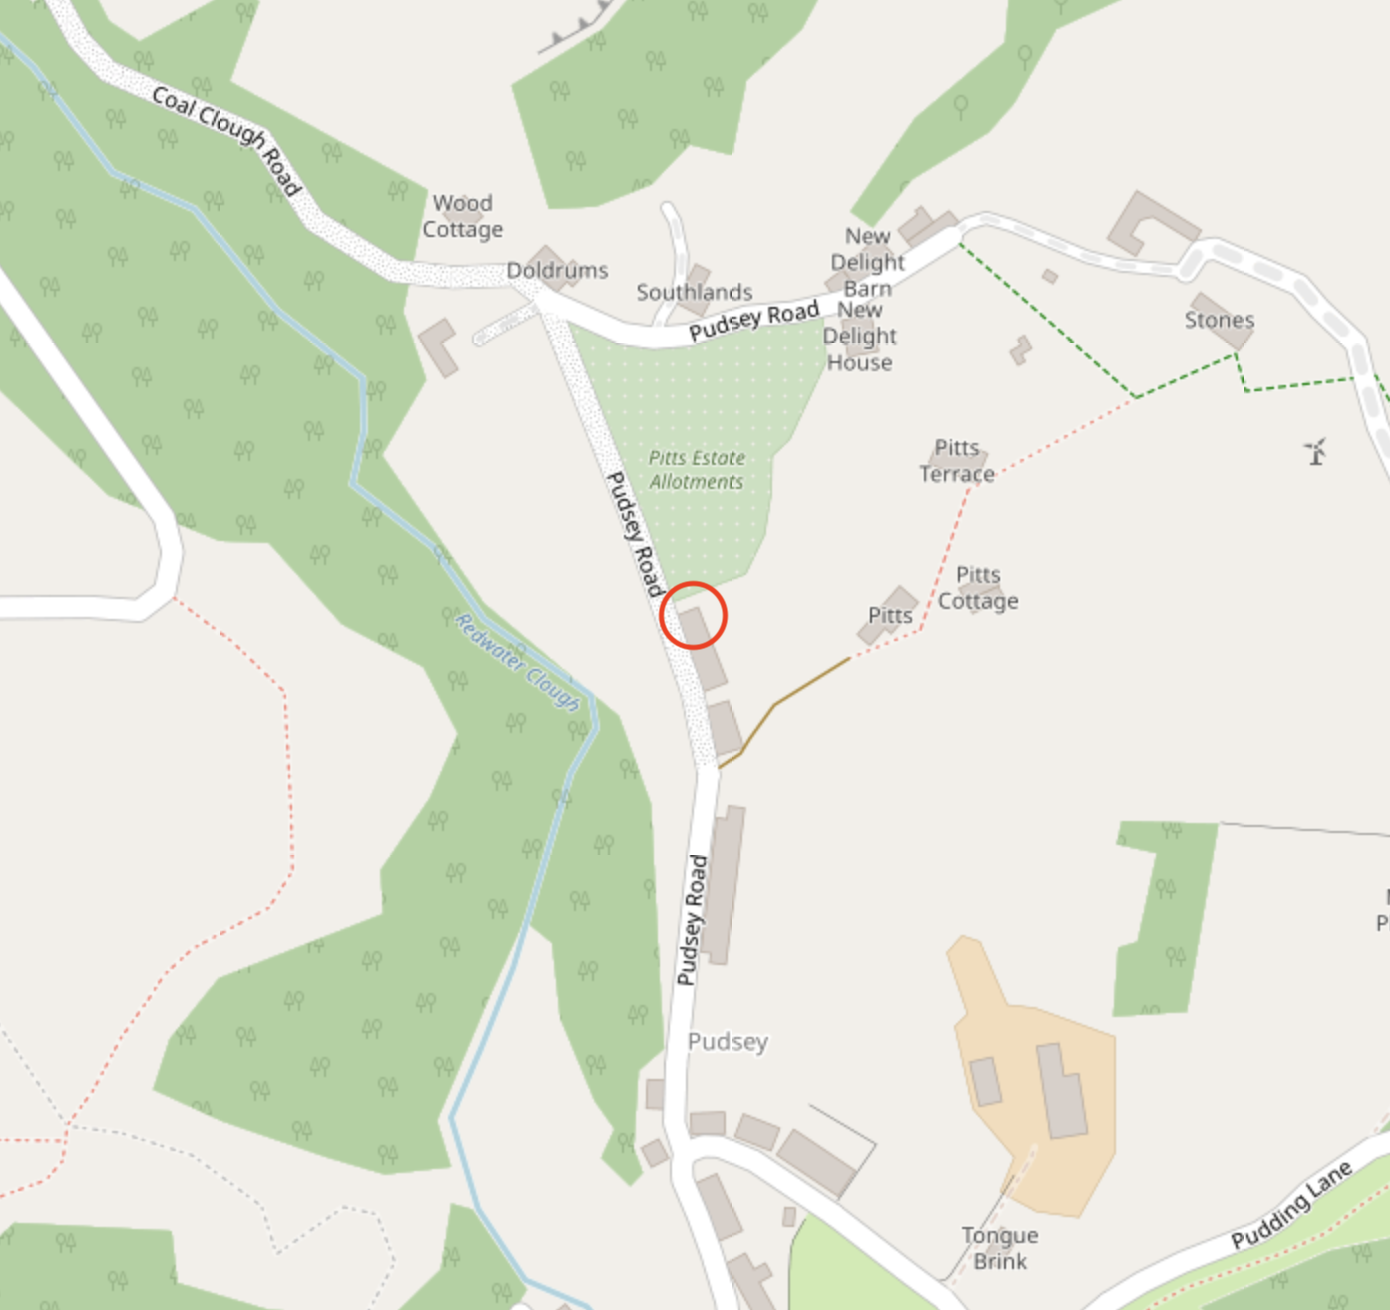 Coal Clough Road
Wood
Cottage
Doldrums
Southlands
New
Delight
Barn
New
Delight
House
Pudsey Road
Stones
Pitts Estate
Allotments
Pitts
Terrace
Pudsey Road
Pitts
Cottage
Pitts
Redwater Clough
Pudsey Road
Pudsey
Pudding Lane
Tongue
Brink